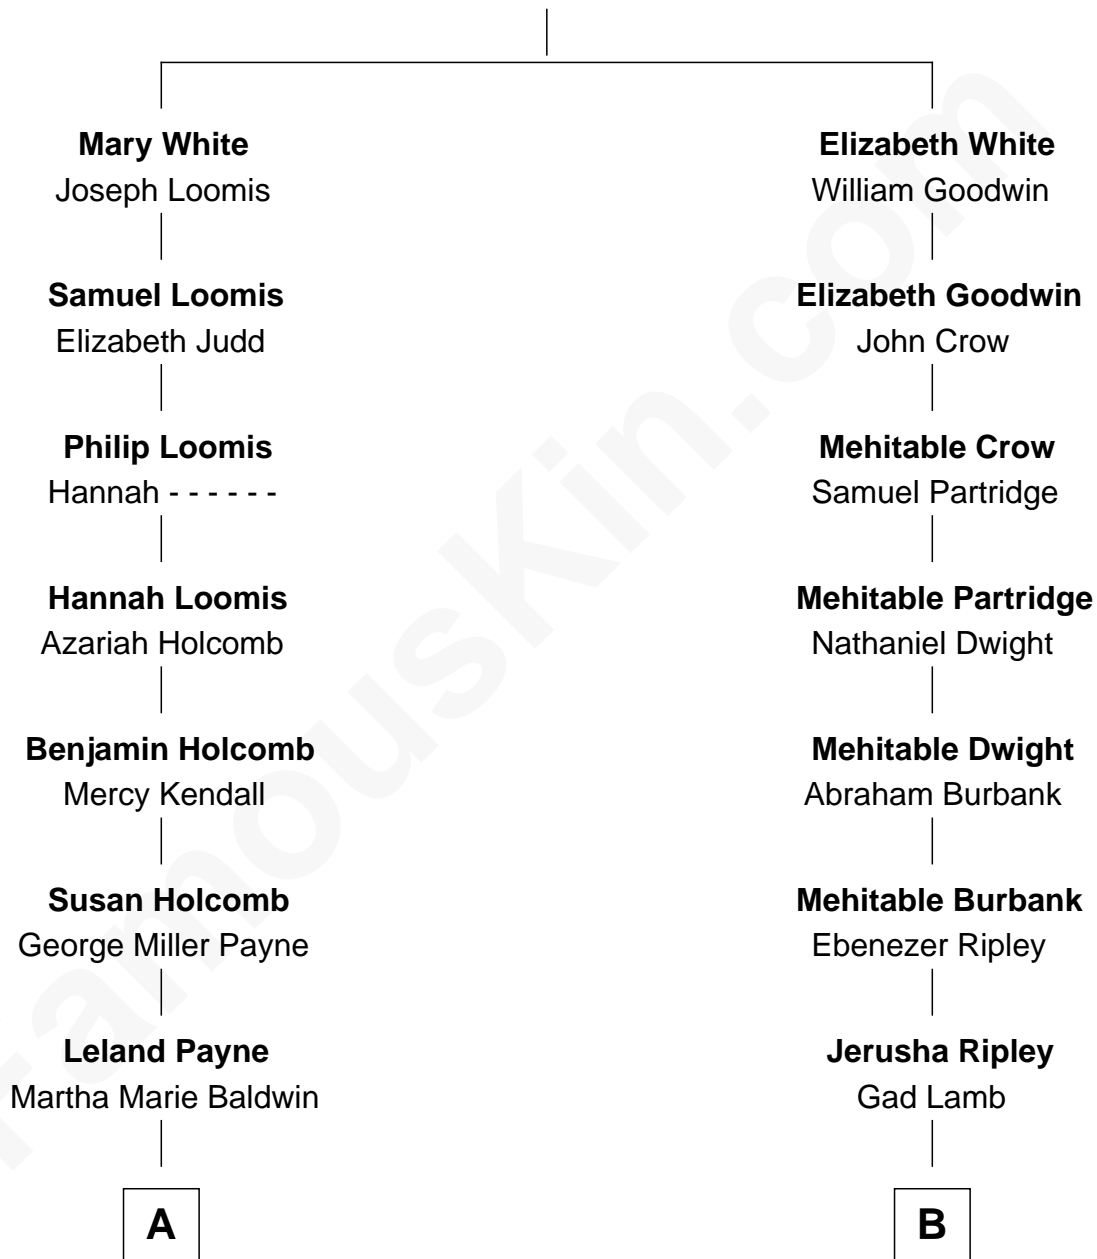 Mary White
Joseph Loomis
Elizabeth White
William Goodwin
Samuel Loomis
Elizabeth Judd
Elizabeth Goodwin
John Crow
Philip Loomis
Hannah - - - - - -
Mehitable Crow
Samuel Partridge
Hannah Loomis
Azariah Holcomb
Mehitable Partridge
Nathaniel Dwight
Benjamin Holcomb
Mercy Kendall
Mehitable Dwight
Abraham Burbank
Susan Holcomb
George Miller Payne
Mehitable Burbank
Ebenezer Ripley
Leland Payne
Martha Marie Baldwin
Jerusha Ripley
Gad Lamb
A
B
FamousKin.com